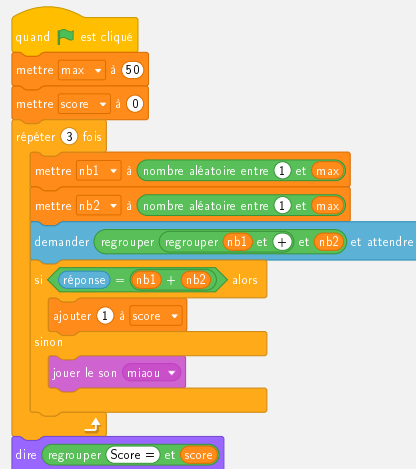 quand est cliqué
mettre max à 50
mettre score à 0
répéter 3 fois
mettre nb1 à nombre aléatoire entre 1 et max
mettre nb2 à nombre aléatoire entre 1 et max
demander regrouper regrouper nb1 et + et nb2 et attendre
si réponse = nb1 + nb2 alors
ajouter 1 à score
sinon
jouer le son miaou
dire regrouper Score = et score